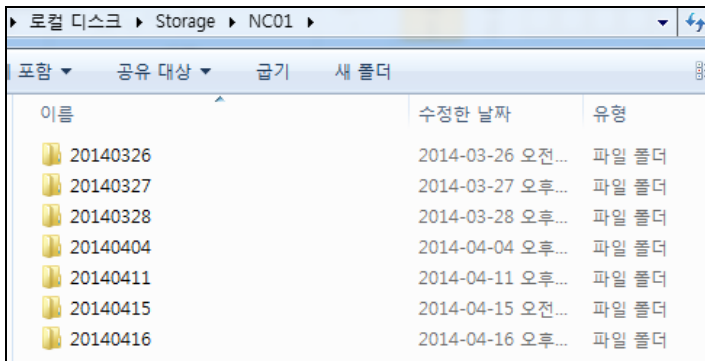 로컬 디스크 ▸ Storage ▸ NC01 ▸
포함 ▾ 공유 대상 ▾ 굽기 새 폴더
이름 수정한 날짜 유형
20140326 2014-03-26 오전... 파일 폴더
20140327 2014-03-27 오후... 파일 폴더
20140328 2014-03-28 오후... 파일 폴더
20140404 2014-04-04 오후... 파일 폴더
20140411 2014-04-11 오후... 파일 폴더
20140415 2014-04-15 오전... 파일 폴더
20140416 2014-04-16 오후... 파일 폴더